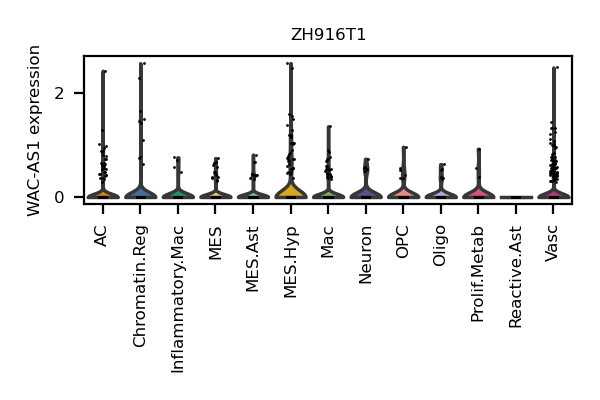 ZH916T1
WAC-AS1 expression
2
0
AC
Chromatin.Reg
Inflammatory.Mac
MES
MES.Ast
MES.Hyp
Mac
Neuron
OPC
Oligo
Prolif.Metab
Reactive.Ast
Vasc